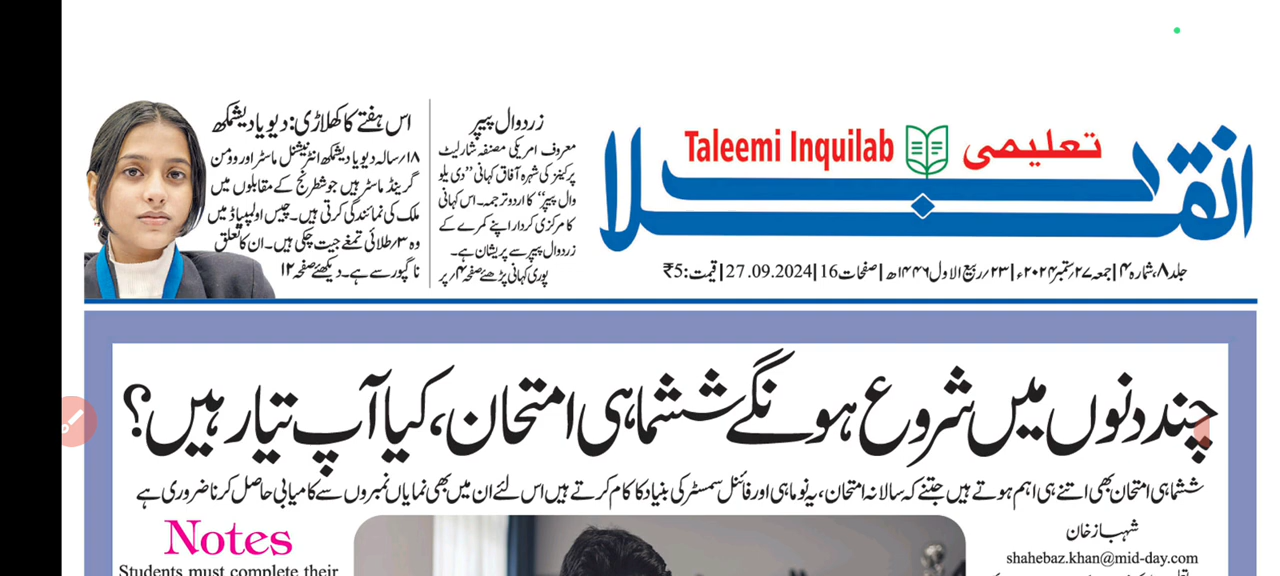 Taleemi Inquilab
تعلیمی
انقلاب
جلد ۸، شمارہ ۴ | جمعہ ۲۷؍ ستمبر ۲۰۲۴ء | ۲۳؍ ربیع الاول ۱۴۴۶ھ | 27.09.2024 | صفحات 16 | قیمت: 5₹
زرد وال پیپر
معروف امریکی مصنفہ شارلیٹ
پرکینز کی شہرہ آفاق کہانی ’’دی یلو
وال پیپر‘‘ کا اردو ترجمہ۔ اس کہانی
کا مرکزی کردار اپنے کمرے کے
زرد وال پیپر سے پریشان ہے۔
پوری کہانی پڑھئے صفحہ ۴؍ پر
اس ہفتے کا کھلاڑی: دیویا دیشمکھ
۱۸؍ سالہ دیویا دیشمکھ انٹرنیشنل ماسٹر اور وومن
گرینڈ ماسٹر ہیں جو شطرنج کے مقابلوں میں
ملک کی نمائندگی کرتی ہیں۔ چیس اولمپیاڈ میں
وہ ۳؍ طلائی تمغے جیت چکی ہیں۔ ان کا تعلق
ناگپور سے ہے۔ دیکھئے صفحہ ۱۲
چند دنوں میں شروع ہونگے ششماہی امتحان، کیا آپ تیار ہیں؟
ششماہی امتحان بھی اتنے ہی اہم ہوتے ہیں جتنے کہ سالانہ امتحان، یہ نو ماہی اور فائنل سمسٹر کی بنیاد کا کام کرتے ہیں اس لئے ان میں بھی نمایاں نمبروں سے کامیابی حاصل کرنا ضروری ہے
شہباز خان
shahebaz.khan@mid-day.com
Notes
Students must complete their